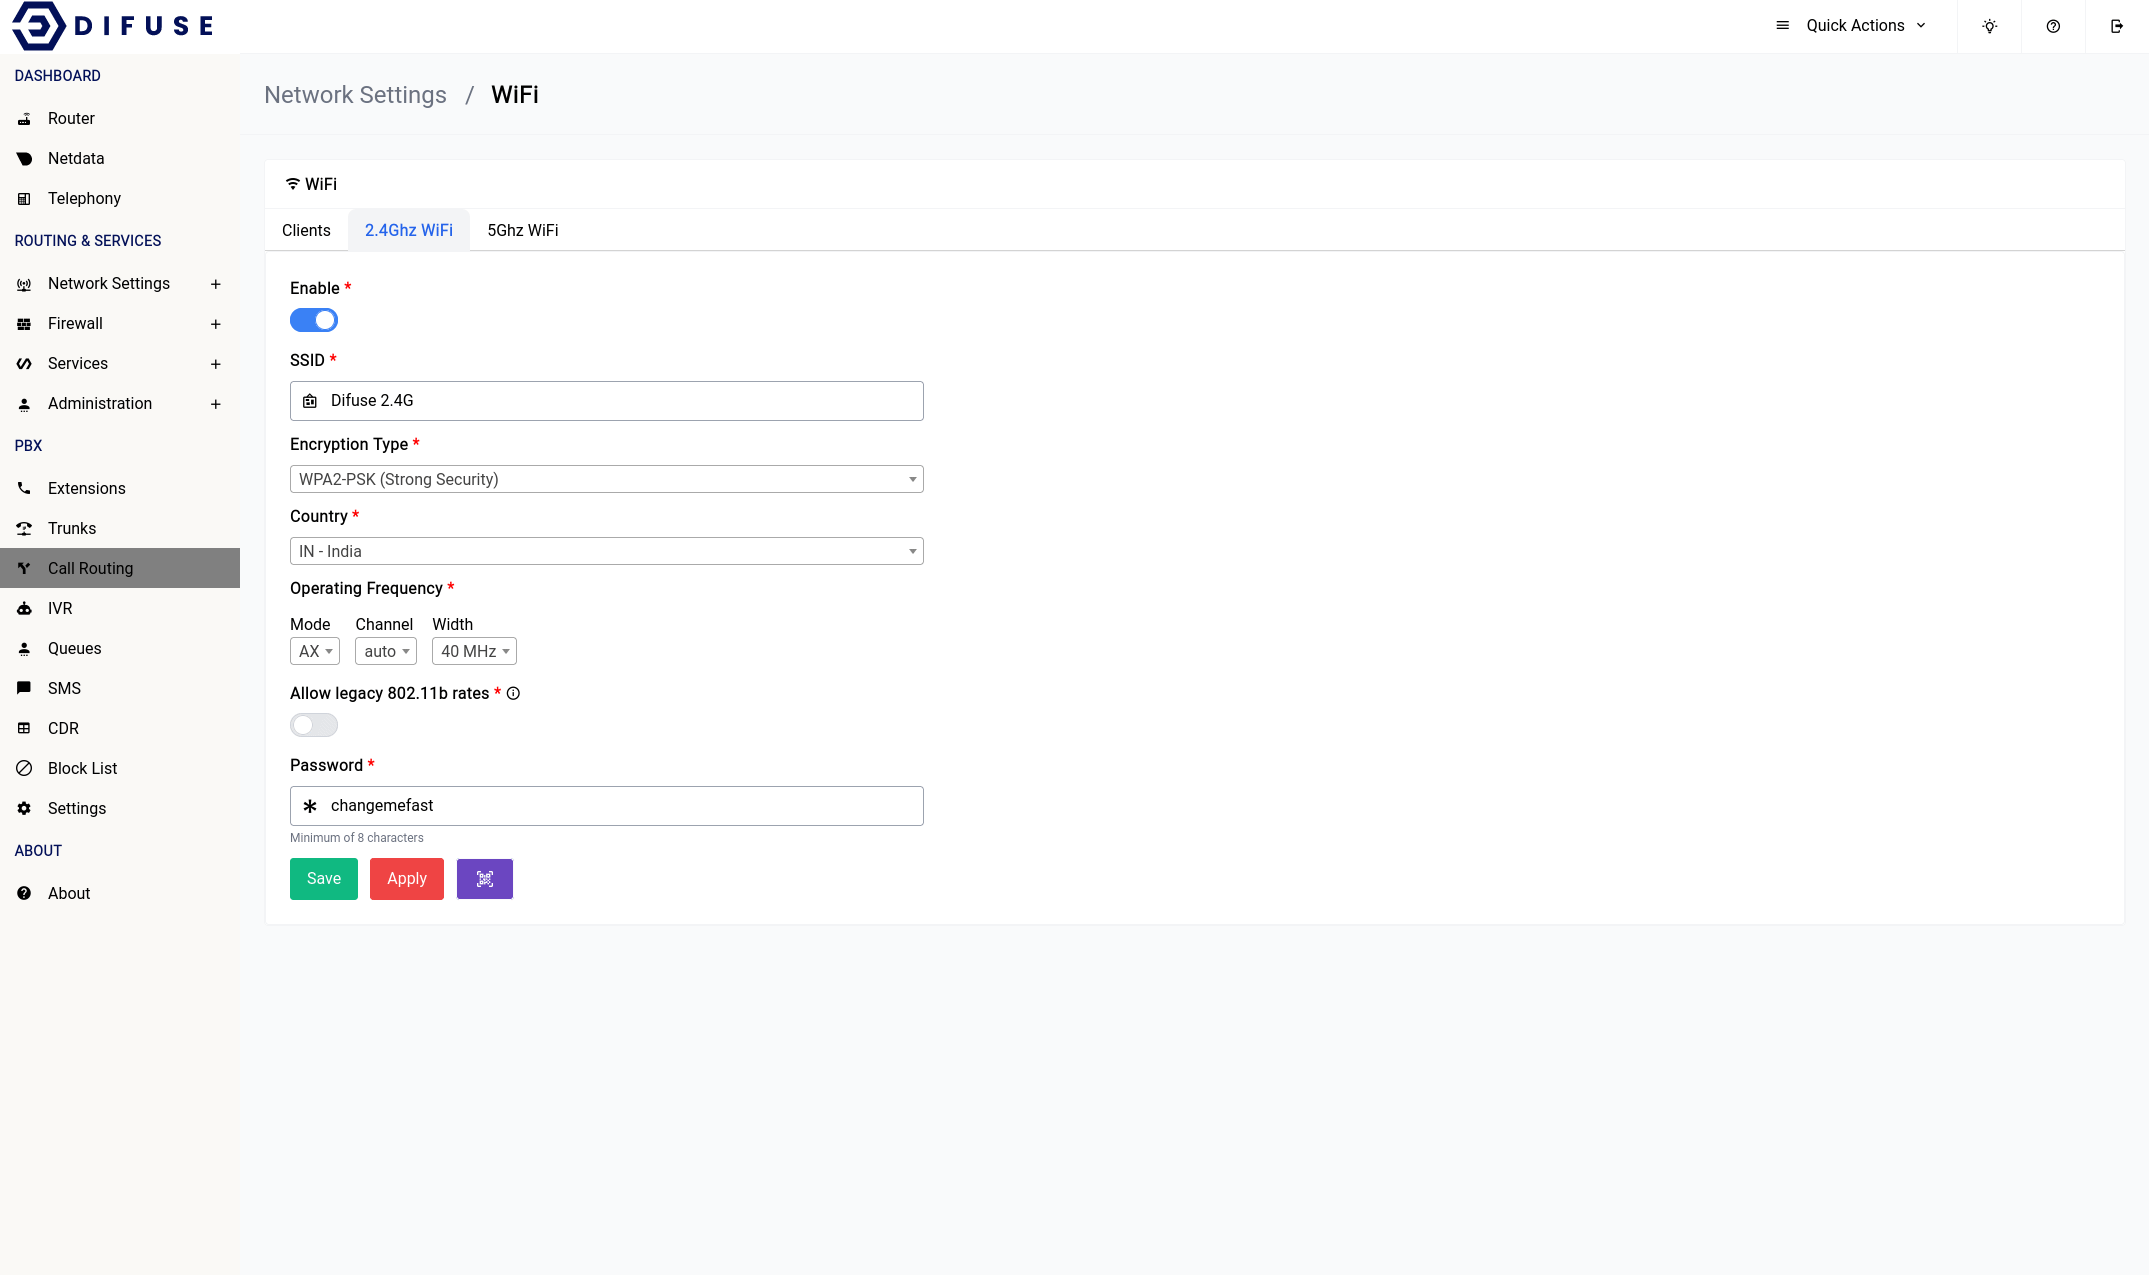 DIFUSE
Quick Actions
DASHBOARD
Router
Netdata
Telephony
ROUTING & SERVICES
Network Settings
Firewall
Services
Administration
PBX
Extensions
Trunks
Call Routing
IVR
Queues
SMS
CDR
Block List
Settings
ABOUT
About
Network Settings / WiFi
WiFi
Clients 2.4Ghz WiFi 5Ghz WiFi
Enable *
SSID *
Difuse 2.4G
Encryption Type *
WPA2-PSK (Strong Security)
Country *
IN - India
Operating Frequency *
Mode Channel Width
AX auto 40 MHz
Allow legacy 802.11b rates *
Password *
changemefast
Minimum of 8 characters
Save Apply